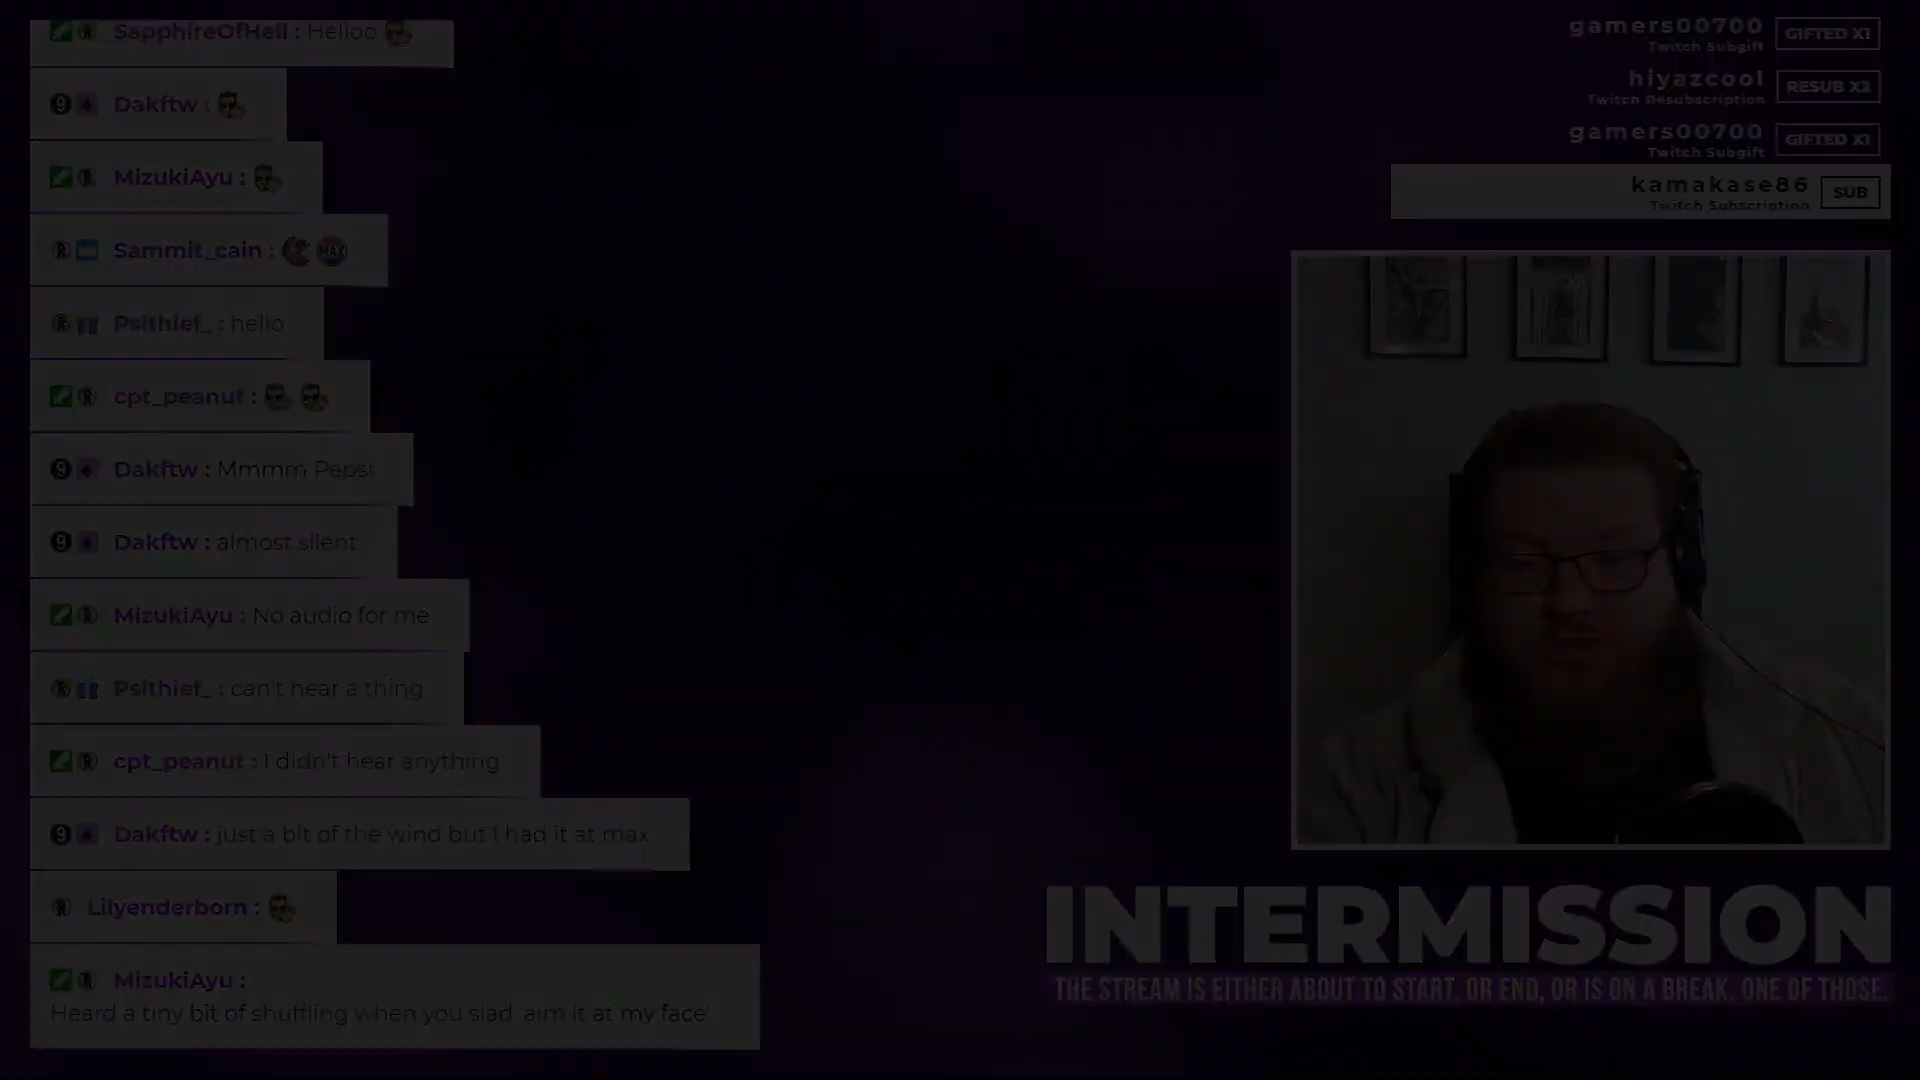 SapphireOfHell : Helloo
Dakftw :
MizukiAyu :
Sammit_cain : MAX
Psithief_ : hello
cpt_peanut :
Dakftw : Mmmm Pepsi
Dakftw : almost silent
MizukiAyu : No audio for me
Psithief_ : can't hear a thing
cpt_peanut : I didn't hear anything
Dakftw : just a bit of the wind but I had it at max
Lilyenderborn :
MizukiAyu :
Heard a tiny bit of shuffling when you siad 'aim it at my face'
gamers00700 GIFTED X1
Twitch Subgift
hiyazcool RESUB X2
Twitch Resubscription
gamers00700 GIFTED X1
Twitch Subgift
kamakase86 SUB
Twitch Subscription
INTERMISSION
THE STREAM IS EITHER ABOUT TO START, OR END, OR IS ON A BREAK. ONE OF THOSE.